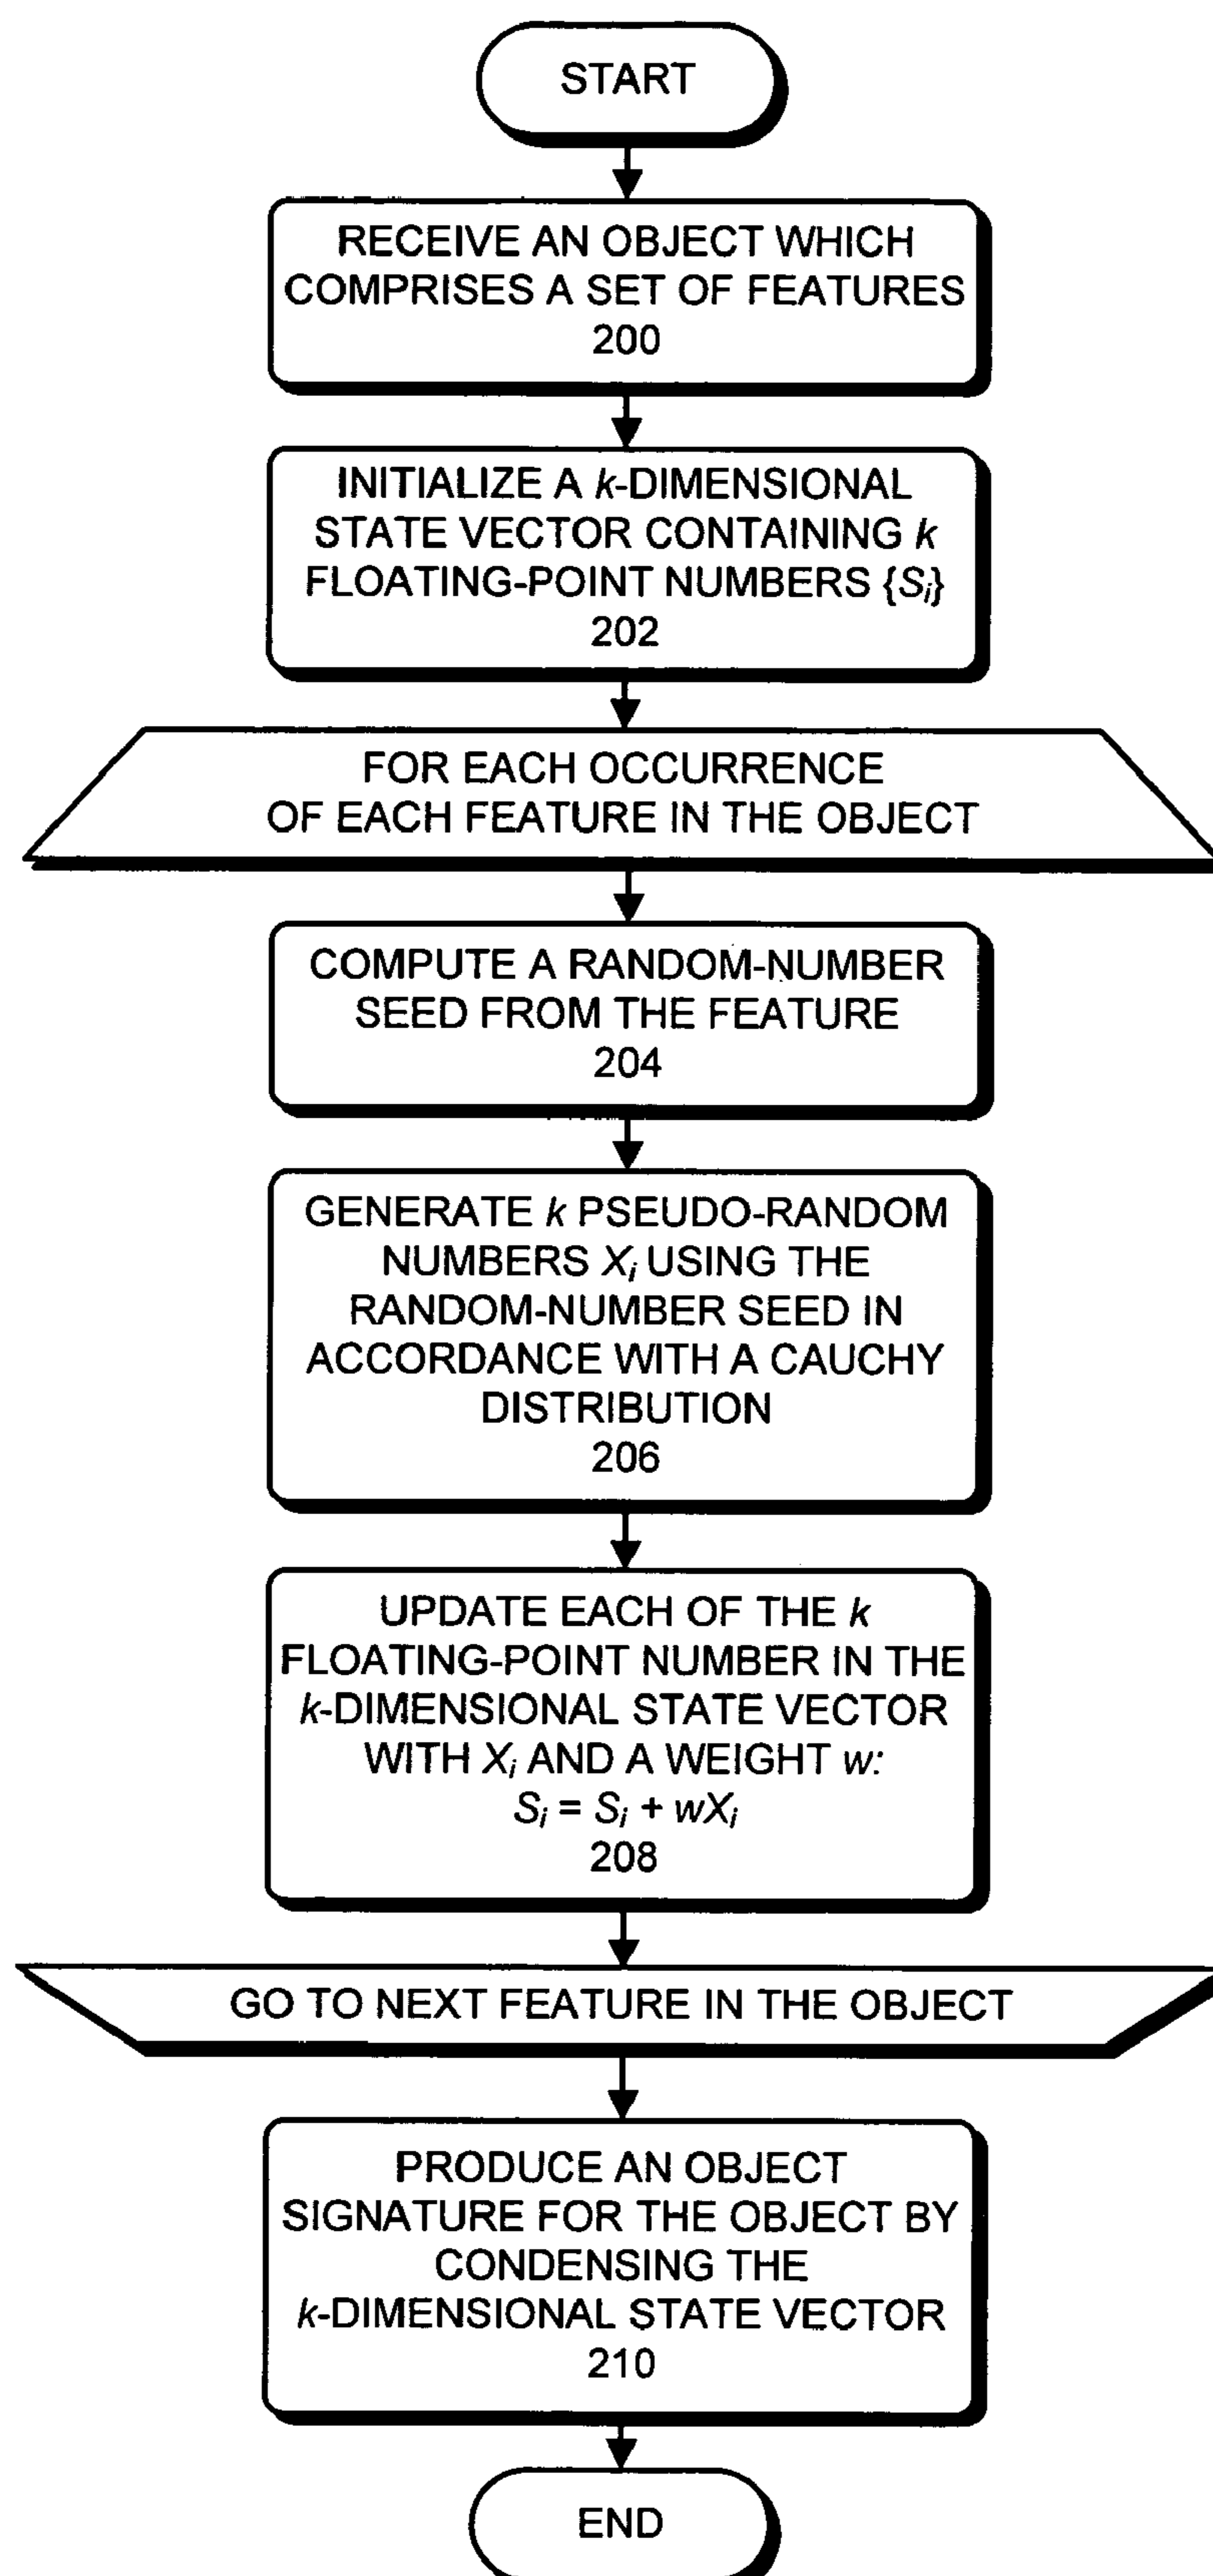 START
RECEIVE AN OBJECT WHICH
COMPRISES A SET OF FEATURES
200
INITIALIZE A k-DIMENSIONAL
STATE VECTOR CONTAINING k
FLOATING-POINT NUMBERS {Si}
202
FOR EACH OCCURRENCE
OF EACH FEATURE IN THE OBJECT
COMPUTE A RANDOM-NUMBER
SEED FROM THE FEATURE
204
GENERATE k PSEUDO-RANDOM
NUMBERS Xi USING THE
RANDOM-NUMBER SEED IN
ACCORDANCE WITH A CAUCHY
DISTRIBUTION
206
UPDATE EACH OF THE k
FLOATING-POINT NUMBER IN THE
k-DIMENSIONAL STATE VECTOR
WITH Xi AND A WEIGHT w:
Si = Si + wXi
208
GO TO NEXT FEATURE IN THE OBJECT
PRODUCE AN OBJECT
SIGNATURE FOR THE OBJECT BY
CONDENSING THE
k-DIMENSIONAL STATE VECTOR
210
END